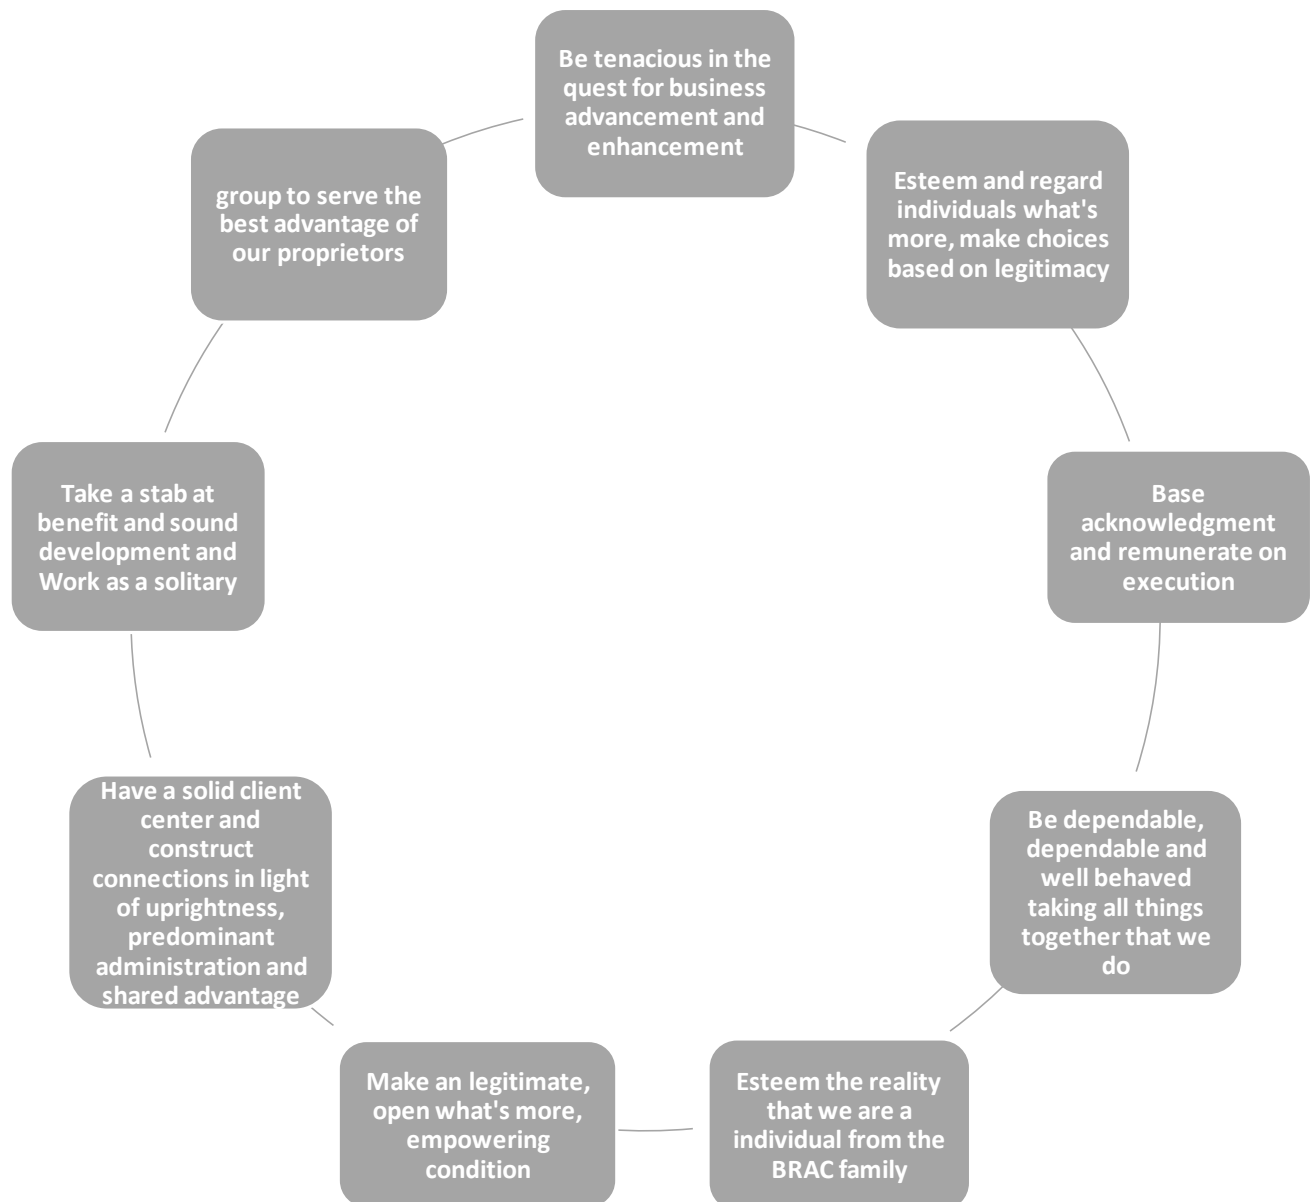 Be tenacious in the
quest for business
advancement and
enhancement
Esteem and regard
individuals what's
more, make choices
based on legitimacy
Base
acknowledgment
and remunerate on
execution
Be dependable,
dependable and
well behaved
taking all things
together that we
do
Esteem the reality
that we are a
individual from the
BRAC family
Make an legitimate,
open what's more,
empowering
condition
Have a solid client
center and
construct
connections in light
of uprightness,
predominant
administration and
shared advantage
Take a stab at
benefit and sound
development and
Work as a solitary
group to serve the
best advantage of
our proprietors